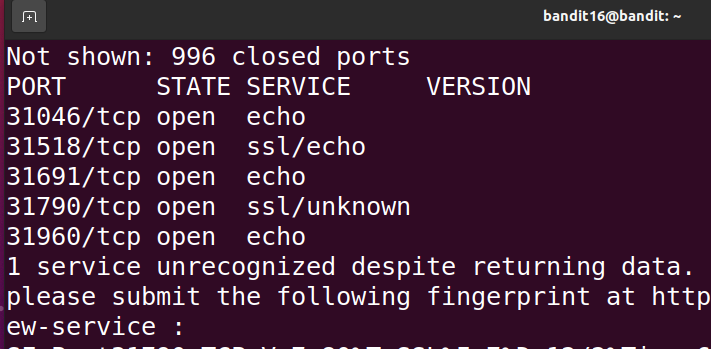 bandit16@bandit: ~
Not shown: 996 closed ports
PORT      STATE SERVICE     VERSION
31046/tcp open  echo
31518/tcp open  ssl/echo
31691/tcp open  echo
31790/tcp open  ssl/unknown
31960/tcp open  echo
1 service unrecognized despite returning data.
please submit the following fingerprint at http
ew-service :